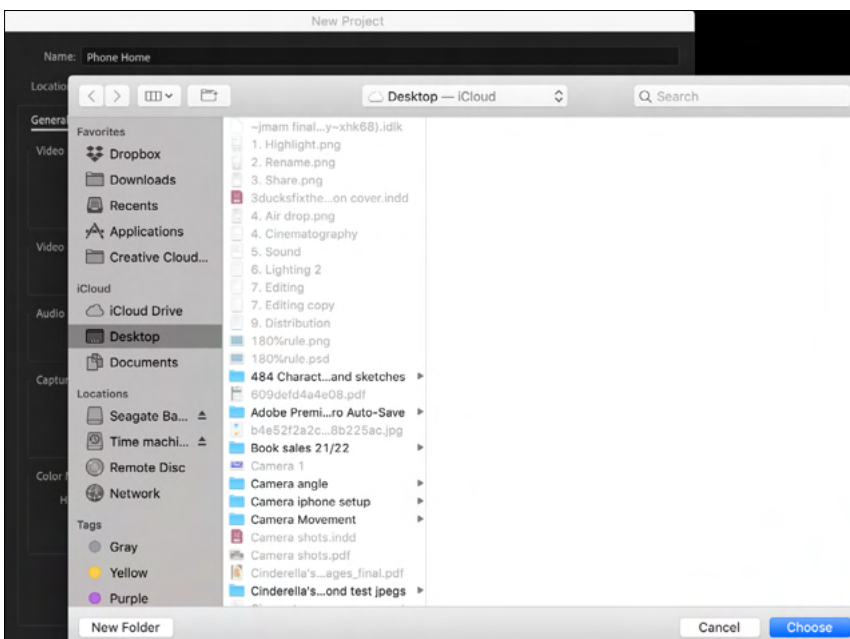 New Project
Name: Phone Home
Locatio
Desktop — iCloud
Search
General
Video
Video
Audio
Captur
Color M
H
Favorites
Dropbox
Downloads
Recents
Applications
Creative Cloud...
iCloud
iCloud Drive
Desktop
Documents
Locations
Seagate Ba...
Time machi...
Remote Disc
Network
Tags
Gray
Yellow
Purple
~jmam final...y~xhk68}.idlk
1. Highlight.png
2. Rename.png
3. Share.png
3ducksfixthe...on cover.indd
4. Air drop.png
4. Cinematography
5. Sound
6. Lighting 2
7. Editing
7. Editing copy
9. Distribution
180%rule.png
180%rule.psd
484 Charact...and sketches
609defd4a4e08.pdf
Adobe Premi...ro Auto-Save
b4e52f2a2c...8b225ac.jpg
Book sales 21/22
Camera 1
Camera angle
Camera iphone setup
Camera Movement
Camera shots.indd
Camera shots.pdf
Cinderella's...ages_final.pdf
Cinderella's...ond test jpegs
New Folder
Cancel
Choose